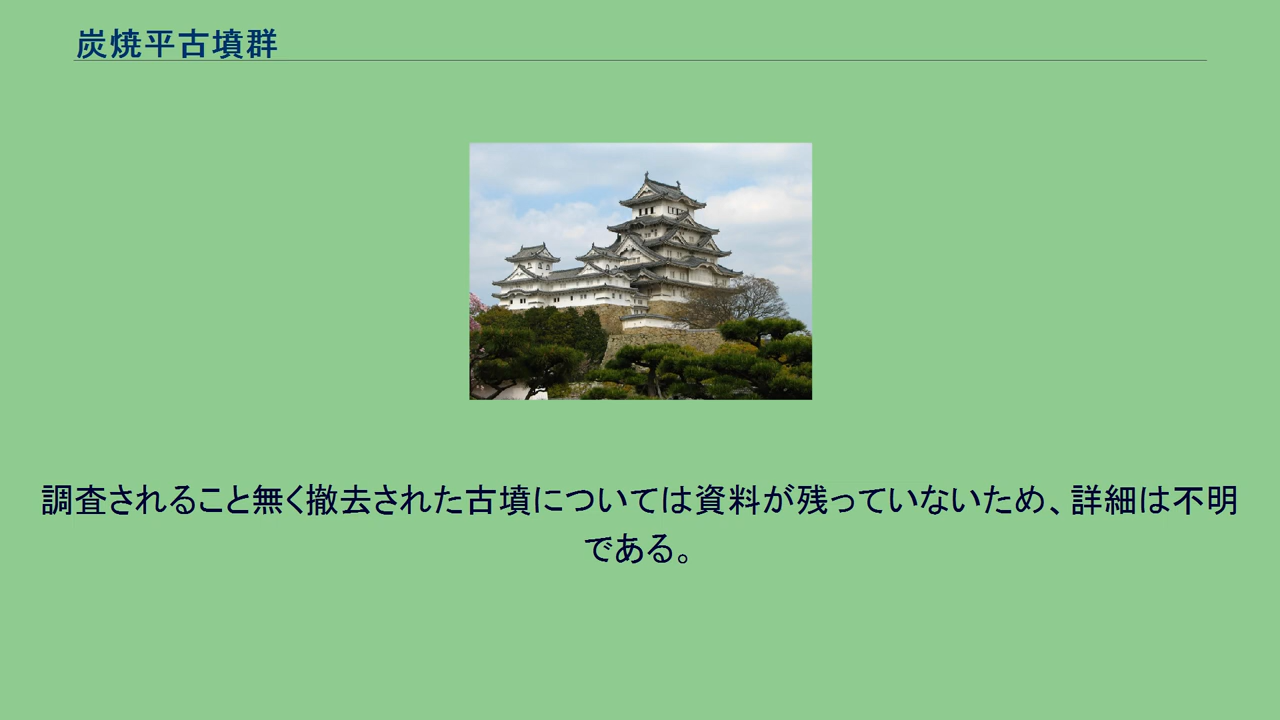 炭焼平古墳群
調査されること無く撤去された古墳については資料が残っていないため、詳細は不明
である。